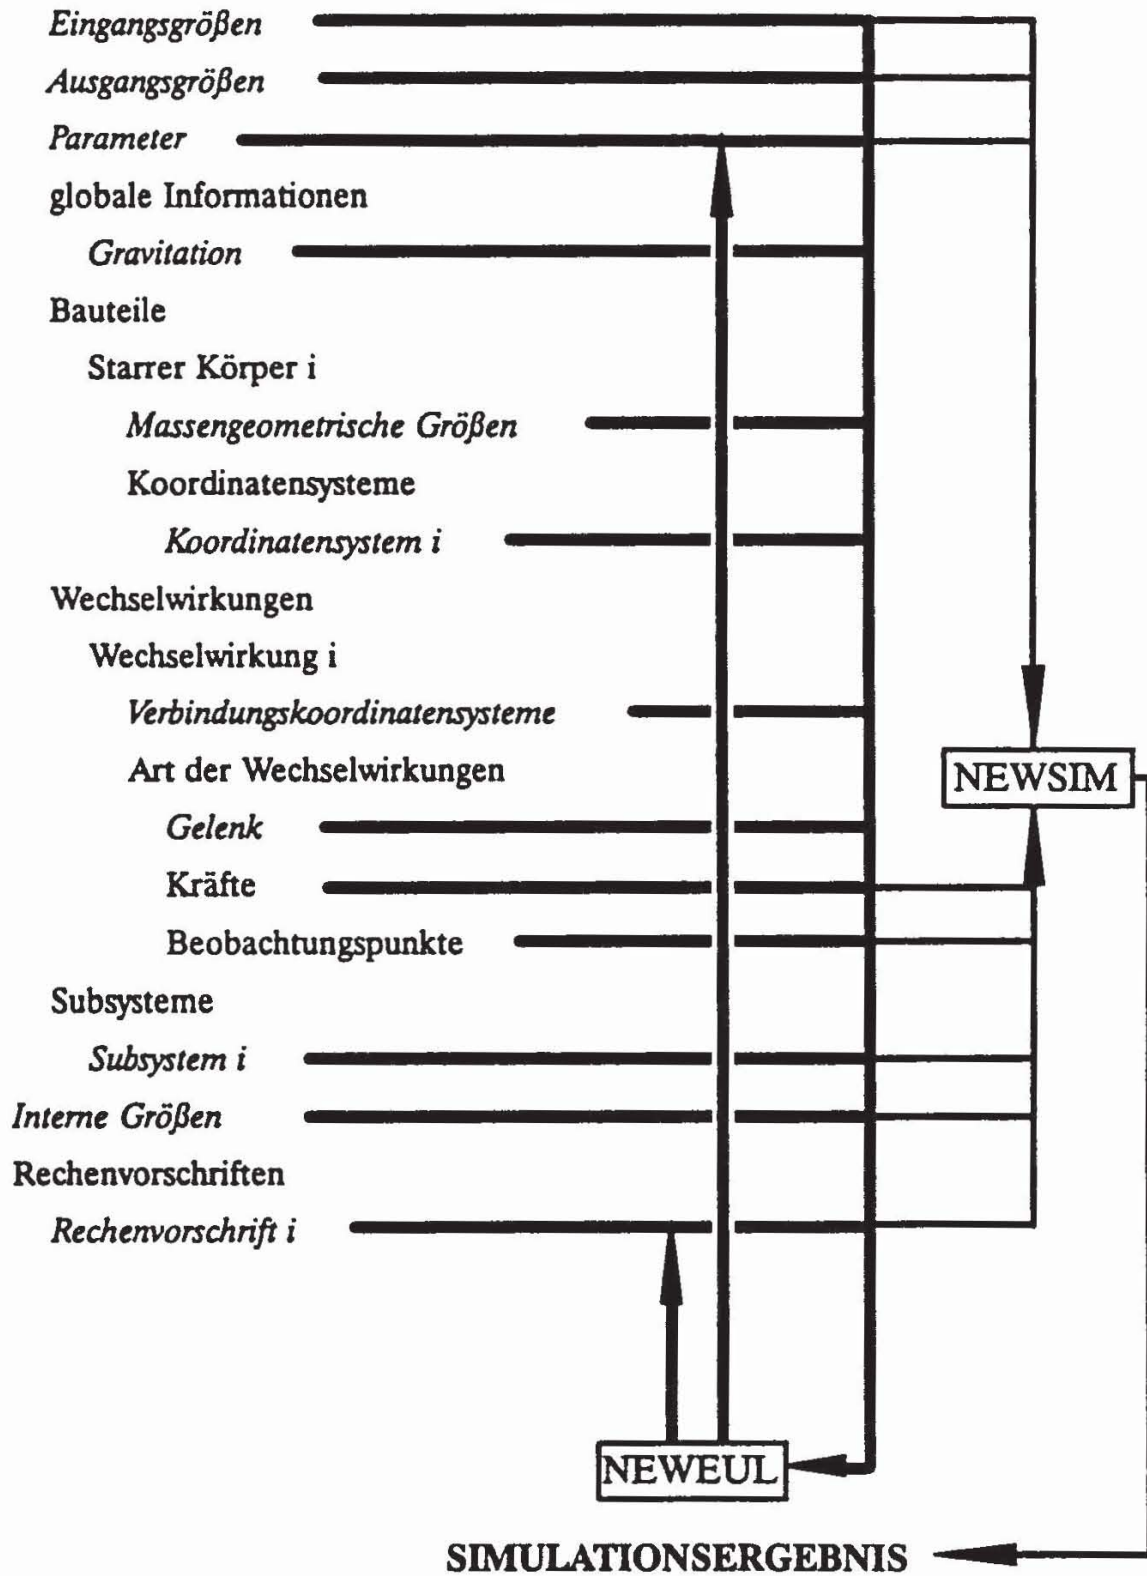 Eingangsgrößen
Ausgangsgrößen
Parameter
globale Informationen
Gravitation
Bauteile
Starrer Körper i
Massengeometrische Größen
Koordinatensysteme
Koordinatensystem i
Wechselwirkungen
Wechselwirkung i
Verbindungskoordinatensysteme
Art der Wechselwirkungen
NEWSIM
Gelenk
Kräfte
Beobachtungspunkte
Subsysteme
Subsystem i
Interne Größen
Rechenvorschriften
Rechenvorschrift i
NEWEUL
SIMULATIONSERGEBNIS